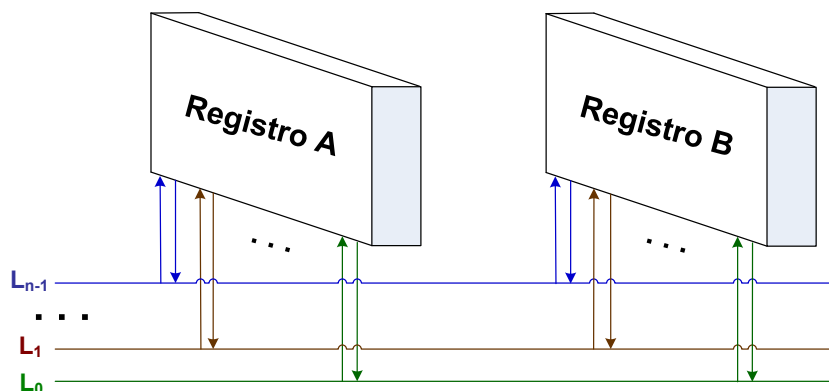 Registro A
Registro B
. . .
. . .
Lₙ₋₁
. . .
L₁
L₀